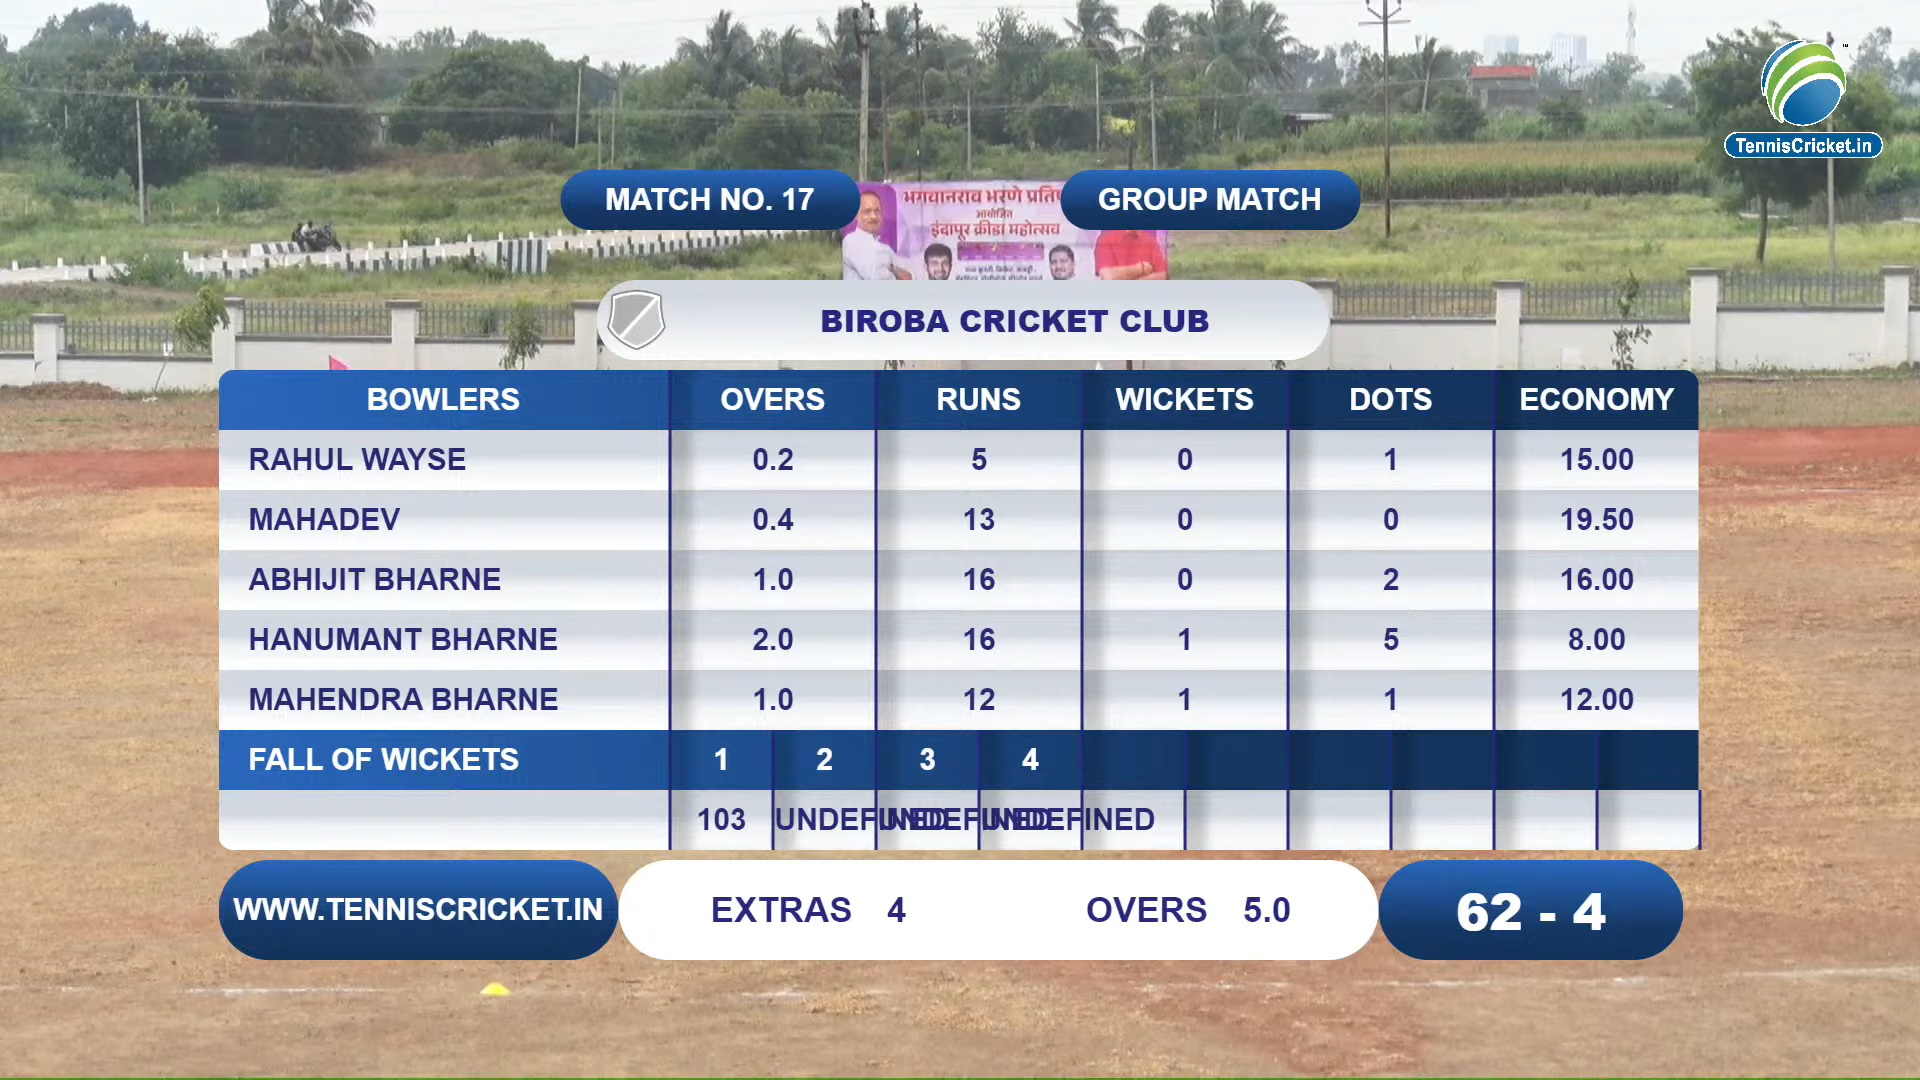 TennisCricket.in
MATCH NO. 17
GROUP MATCH
भगवानराव भरणे
आयोजित
इंदापूर क्रीडा महोत्सव
BIROBA CRICKET CLUB
BOWLERS OVERS RUNS WICKETS DOTS ECONOMY
RAHUL WAYSE 0.2 5 0 1 15.00
MAHADEV 0.4 13 0 0 19.50
ABHIJIT BHARNE 1.0 16 0 2 16.00
HANUMANT BHARNE 2.0 16 1 5 8.00
MAHENDRA BHARNE 1.0 12 1 1 12.00
FALL OF WICKETS 1 2 3 4
103 UNDEFINED UNDEFINED UNDEFINED
WWW.TENNISCRICKET.IN EXTRAS 4 OVERS 5.0 62 - 4